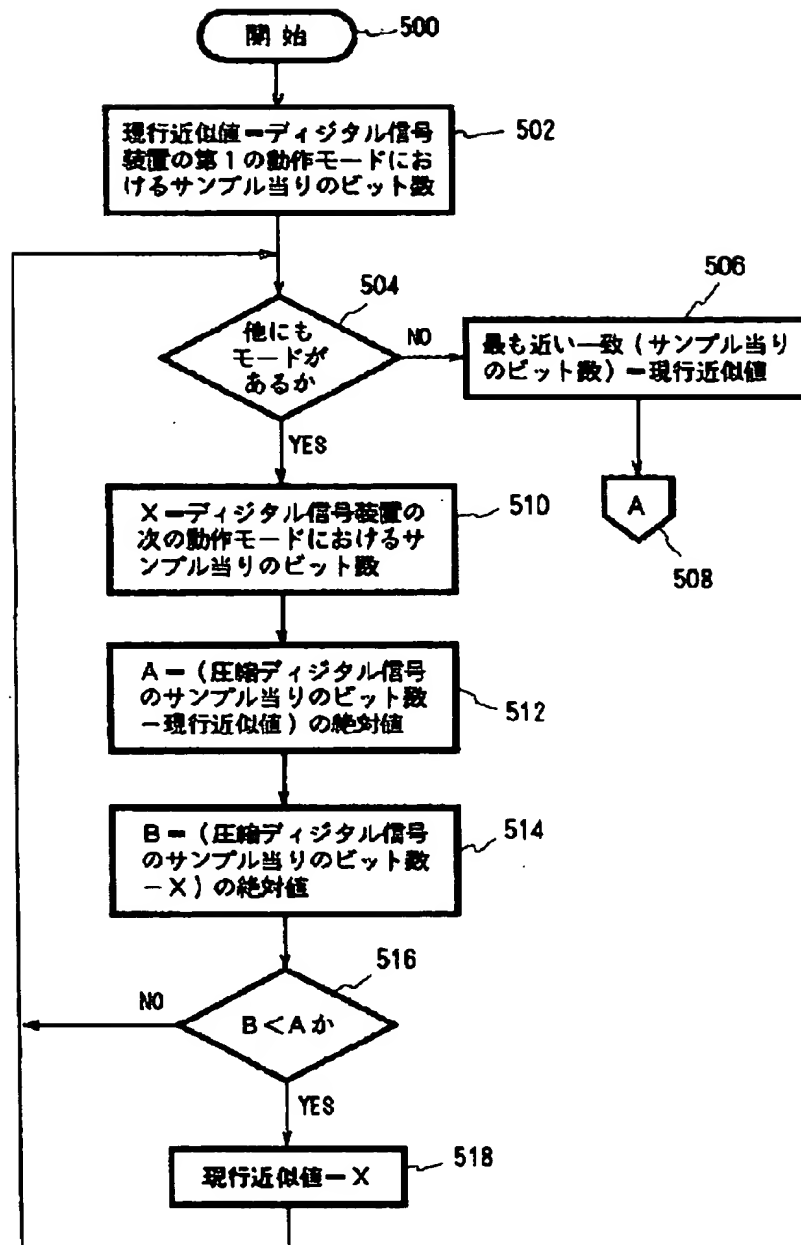 開始
500
現行近似値=ディジタル信号
装置の第1の動作モードにお
けるサンプル当りのビット数
502
504
他にも
モードが
あるか
NO
YES
506
最も近い一致(サンプル当り
のビット数)=現行近似値
A
508
X=ディジタル信号装置の
次の動作モードにおけるサ
ンプル当りのビット数
510
A=(圧縮ディジタル信号
のサンプル当りのビット数
-現行近似値)の絶対値
512
B=(圧縮ディジタル信号
のサンプル当りのビット数
-X)の絶対値
514
516
B<Aか
NO
YES
現行近似値=X
518